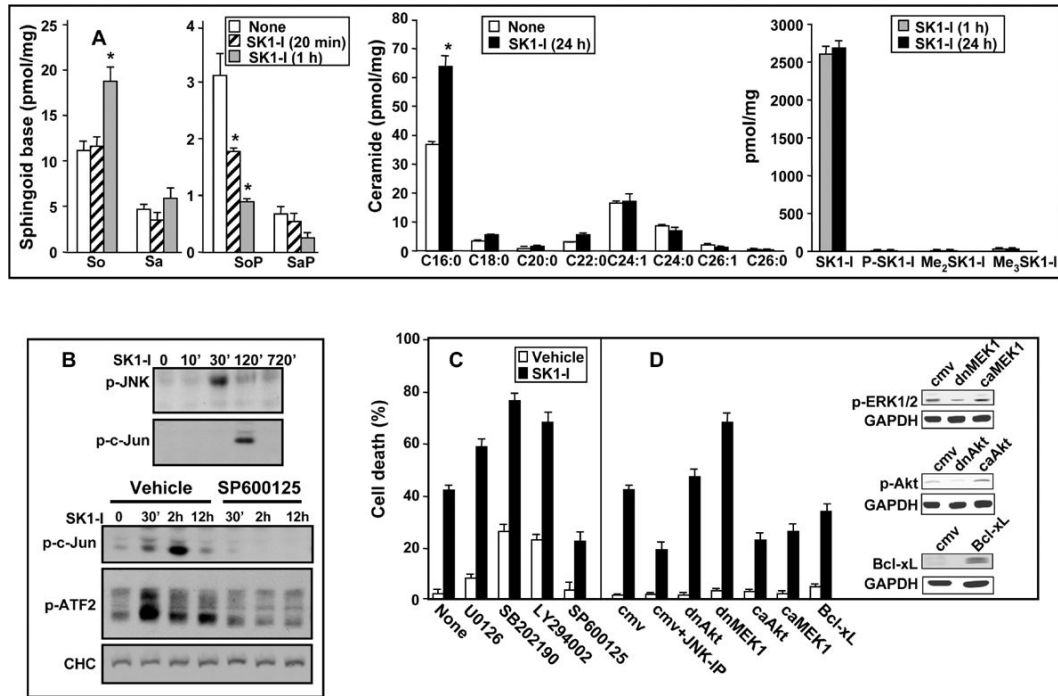 A
None
SK1-I (20 min)
SK1-I (1 h)
Sphingoid base (pmol/mg)
25
20
15
10
5
0
*
So
Sa
4
3
2
1
0
*
*
SoP
SaP
None
SK1-I (24 h)
Ceramide (pmol/mg)
80
70
60
50
40
30
20
10
0
*
C16:0 C18:0 C20:0 C22:0 C24:1 C24:0 C26:1 C26:0
SK1-I (1 h)
SK1-I (24 h)
pmol/mg
3000
2500
2000
1500
1000
500
0
SK1-I P-SK1-I Me2SK1-I Me3SK1-I
B
SK1-I 0 10' 30' 120' 720'
p-JNK
p-c-Jun
Vehicle SP600125
SK1-I 0 30' 2h 12h 30' 2h 12h
p-c-Jun
p-ATF2
CHC
C
Vehicle
SK1-I
Cell death (%)
100
80
60
40
20
0
None
U0126
SB202190
LY294002
SP600125
D
cmv
cmv+JNK-IP
dnAkt
dnMEK1
caAkt
caMEK1
Bcl-xL
cmv dnMEK1 caMEK1
p-ERK1/2
GAPDH
cmv dnAkt caAkt
p-Akt
GAPDH
cmv Bcl-xL
Bcl-xL
GAPDH